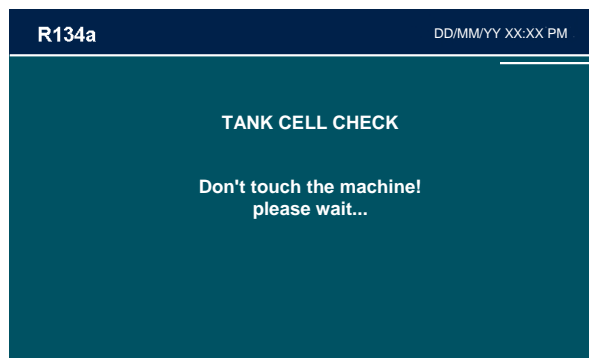 R134a
DD/MM/YY XX:XX PM
TANK CELL CHECK
Don't touch the machine!
please wait...